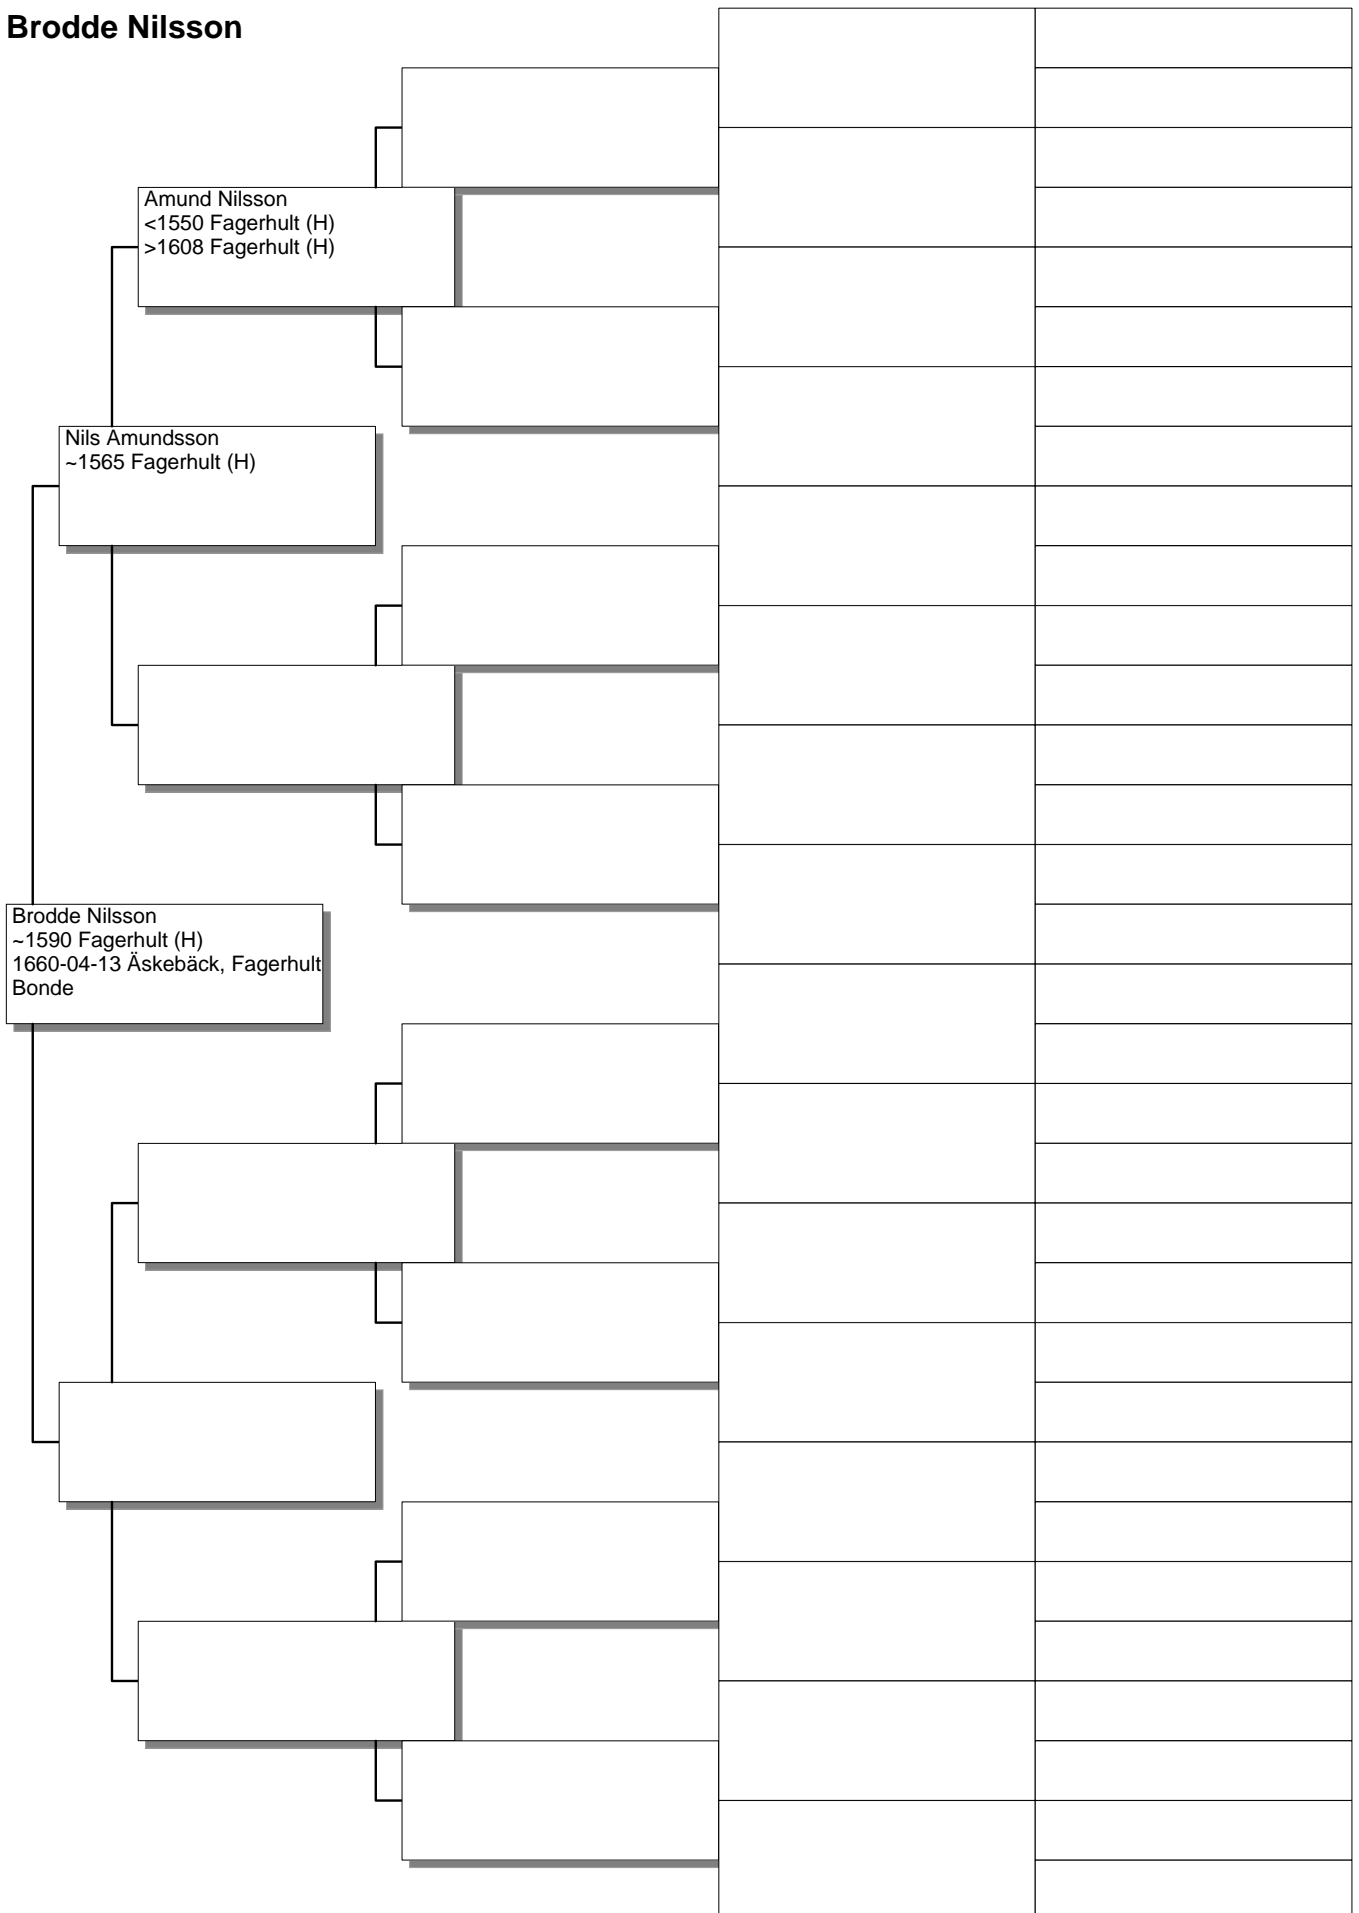 Brodde Nilsson
Amund Nilsson
<1550 Fagerhult (H)
>1608 Fagerhult (H)
Nils Amundsson
~1565 Fagerhult (H)
Brodde Nilsson
~1590 Fagerhult (H)
1660-04-13 Äskebäck, Fagerhult
Bonde